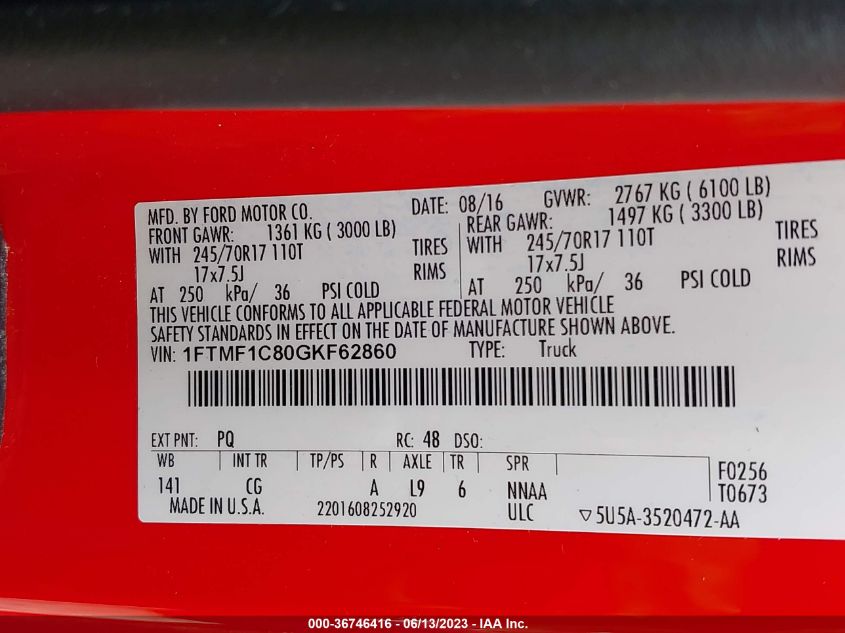 MFD. BY FORD MOTOR CO. DATE: 08/16 GVWR: 2767 KG ( 6100 LB)
FRONT GAWR: 1361 KG ( 3000 LB) REAR GAWR: 1497 KG ( 3300 LB)
WITH 245/70R17 110T TIRES WITH 245/70R17 110T TIRES
17x7.5J RIMS 17x7.5J RIMS
AT 250 kPa/ 36 PSI COLD AT 250 kPa/ 36 PSI COLD
THIS VEHICLE CONFORMS TO ALL APPLICABLE FEDERAL MOTOR VEHICLE
SAFETY STANDARDS IN EFFECT ON THE DATE OF MANUFACTURE SHOWN ABOVE.
VIN: 1FTMF1C80GKF62860 TYPE: Truck
EXT PNT: PQ RC: 48 DSO:
WB INT TR TP/PS R AXLE TR SPR F0256
141 CG A L9 6 NNAA T0673
MADE IN U.S.A. 2201608252920 ULC ▽5U5A-3520472-AA
000-36746416 - 06/13/2023 - IAA Inc.